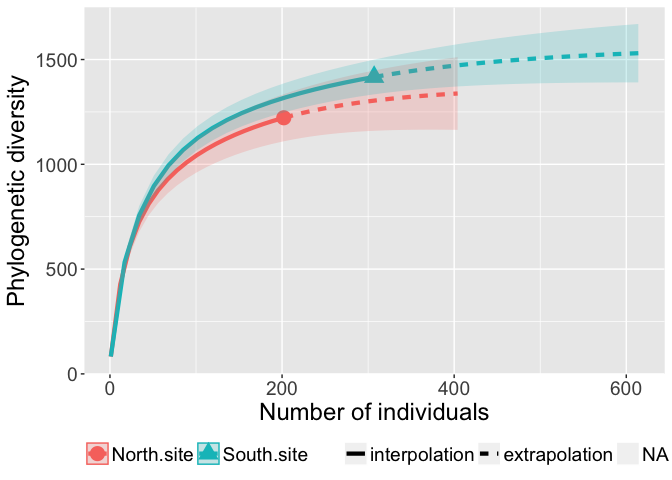 Phylogenetic diversity
1500
1000
500
0
0 200 400 600
Number of individuals
North.site South.site interpolation extrapolation NA